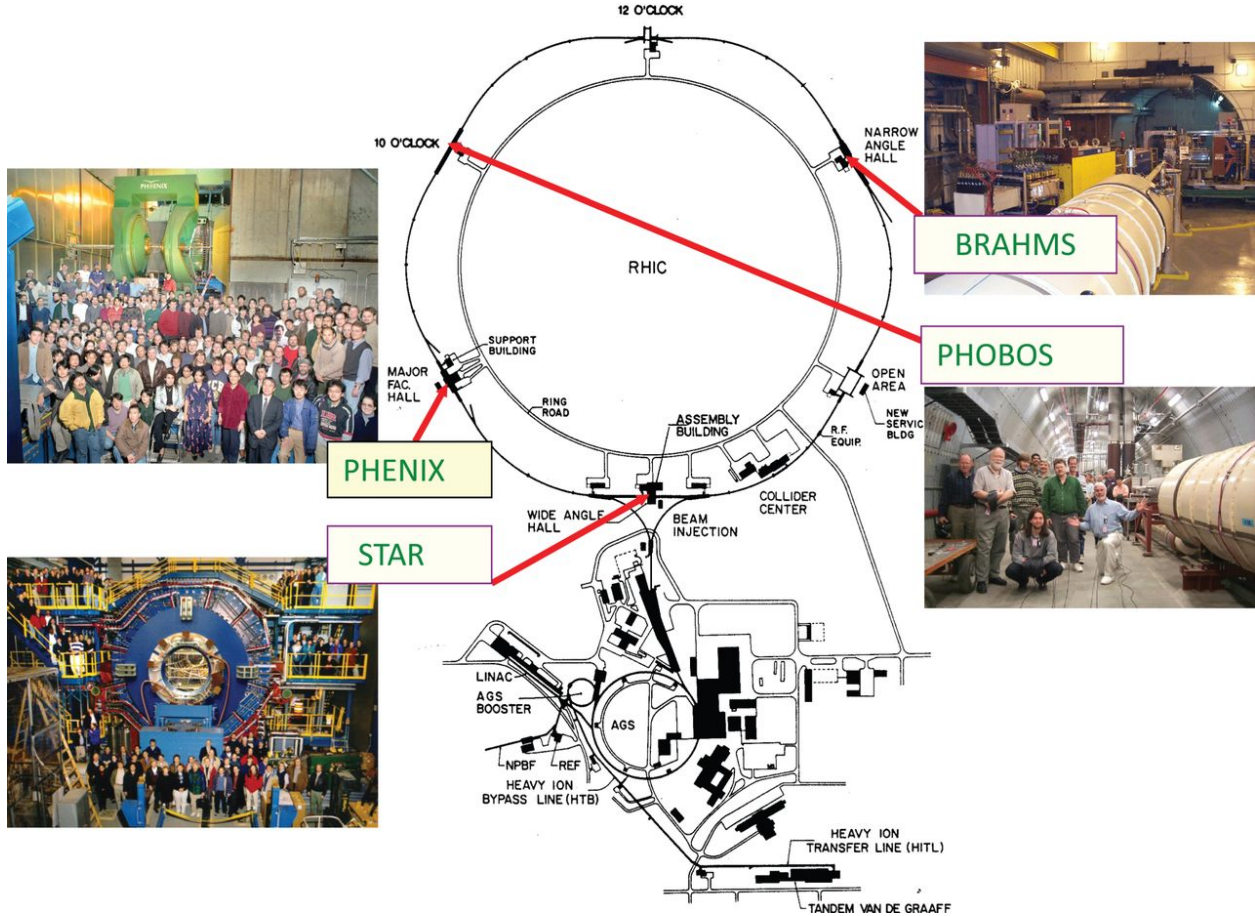 12 O'CLOCK
10 O'CLOCK
NARROW
ANGLE
HALL
PHENIX
BRAHMS
RHIC
PHOBOS
SUPPORT
BUILDING
MAJOR
FAC.
HALL
OPEN
AREA
RING
ROAD
ASSEMBLY
BUILDING
NEW
SERVIC
BLDG
R.F.
EQUIP.
PHENIX
COLLIDER
CENTER
WIDE ANGLE
HALL
BEAM
INJECTION
STAR
LINAC
AGS
BOOSTER
AGS
NPBF
REF
HEAVY ION
BYPASS LINE (HTB)
HEAVY ION
TRANSFER LINE (HITL)
TANDEM VAN DE GRAAFF